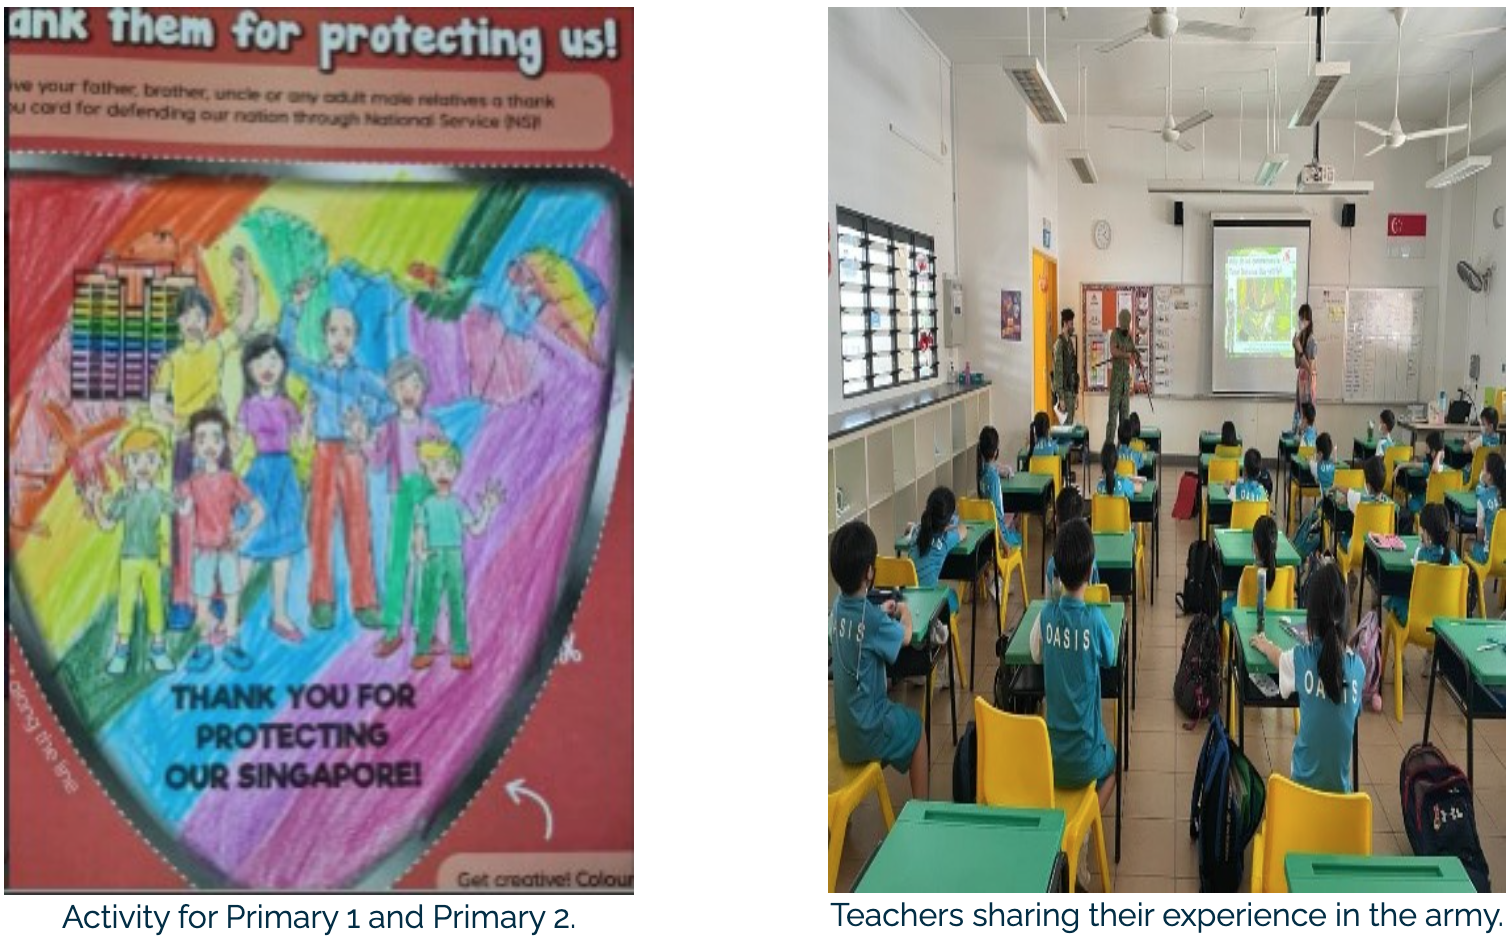 ank them for protecting us!
ve your father, brother, uncle or any adult male relatives a thank
u card for defending our nation through National Service (NS)!
THANK YOU FOR
PROTECTING
OUR SINGAPORE!
along the line
Get creative! Colour
Activity for Primary 1 and Primary 2.
OASIS
SIS
OASIS
OASIS
Teachers sharing their experience in the army.